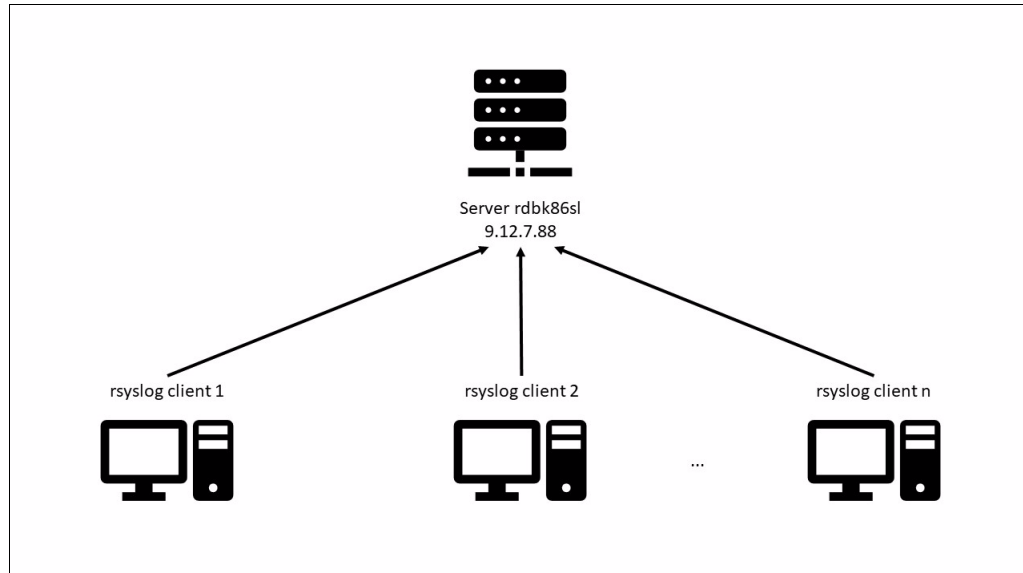 Server rdbk86sl
9.12.7.88
rsyslog client 1
rsyslog client 2
rsyslog client n
...